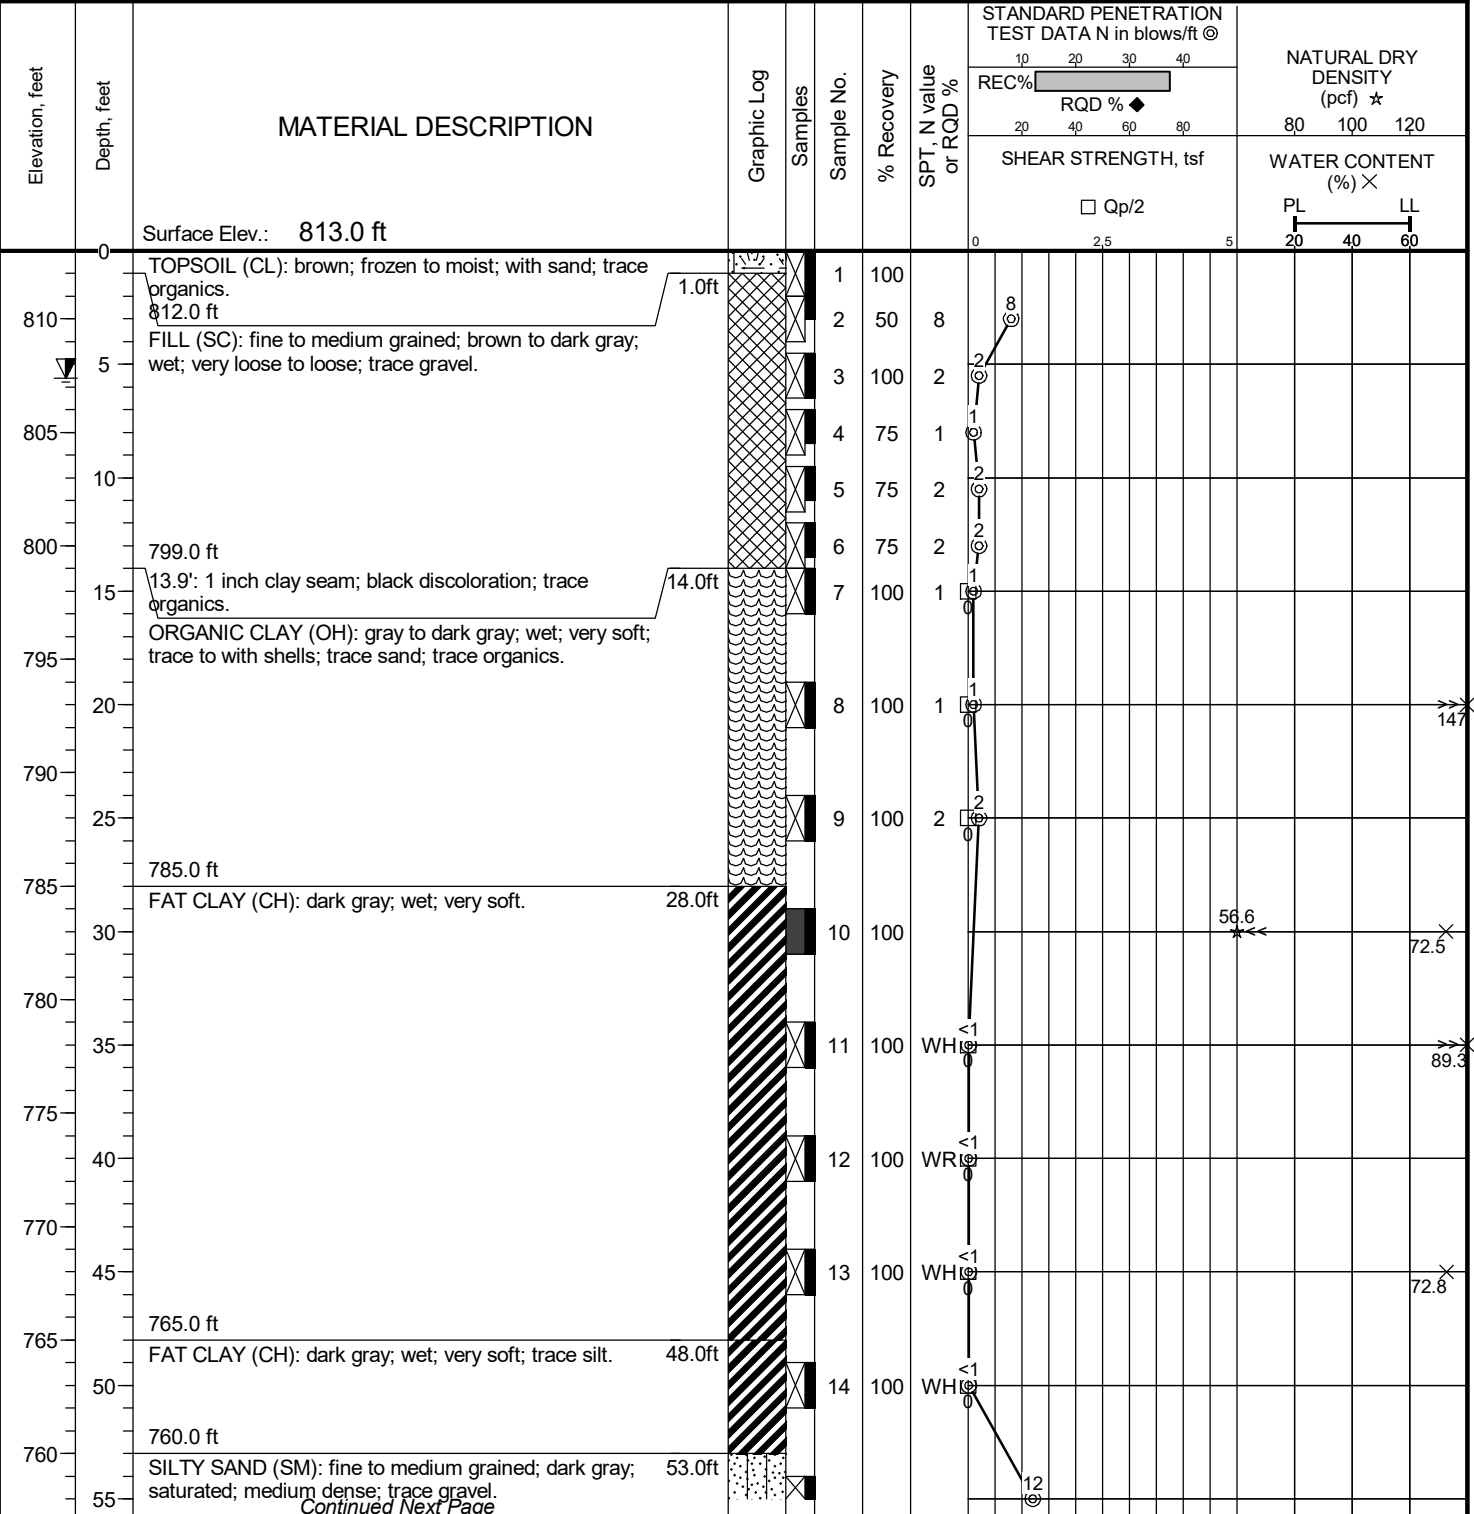 STANDARD PENETRATION
TEST DATA N in blows/ft
10 20 30 40
REC%
RQD %
20 40 60 80
SHEAR STRENGTH, tsf
Qp/2
0 2.5 5
NATURAL DRY
DENSITY
(pcf)
80 100 120
WATER CONTENT
(%)
PL LL
20 40 60
Elevation, feet
Depth, feet
MATERIAL DESCRIPTION
Graphic Log
Samples
Sample No.
% Recovery
SPT, N value
or RQD %
Surface Elev.: 813.0 ft
0
TOPSOIL (CL): brown; frozen to moist; with sand; trace
organics.
1.0ft
1 100
812.0 ft
810
2 50 8
8
FILL (SC): fine to medium grained; brown to dark gray;
wet; very loose to loose; trace gravel.
5
3 100 2
2
805
4 75 1
1
10
5 75 2
2
800
799.0 ft
6 75 2
2
13.9': 1 inch clay seam; black discoloration; trace
organics.
14.0ft
15
7 100 1
1
0
ORGANIC CLAY (OH): gray to dark gray; wet; very soft;
trace to with shells; trace sand; trace organics.
795
20
8 100 1
1
0
147
790
25
9 100 2
2
0
785.0 ft
785
FAT CLAY (CH): dark gray; wet; very soft.
28.0ft
30
10 100
56.6
72.5
780
35
11 100 WH
<1
0
89.3
775
40
12 100 WR
<1
0
770
45
13 100 WH
<1
0
72.8
765.0 ft
765
FAT CLAY (CH): dark gray; wet; very soft; trace silt.
48.0ft
50
14 100 WH
<1
0
760.0 ft
760
SILTY SAND (SM): fine to medium grained; dark gray;
saturated; medium dense; trace gravel.
53.0ft
12
55
Continued Next Page